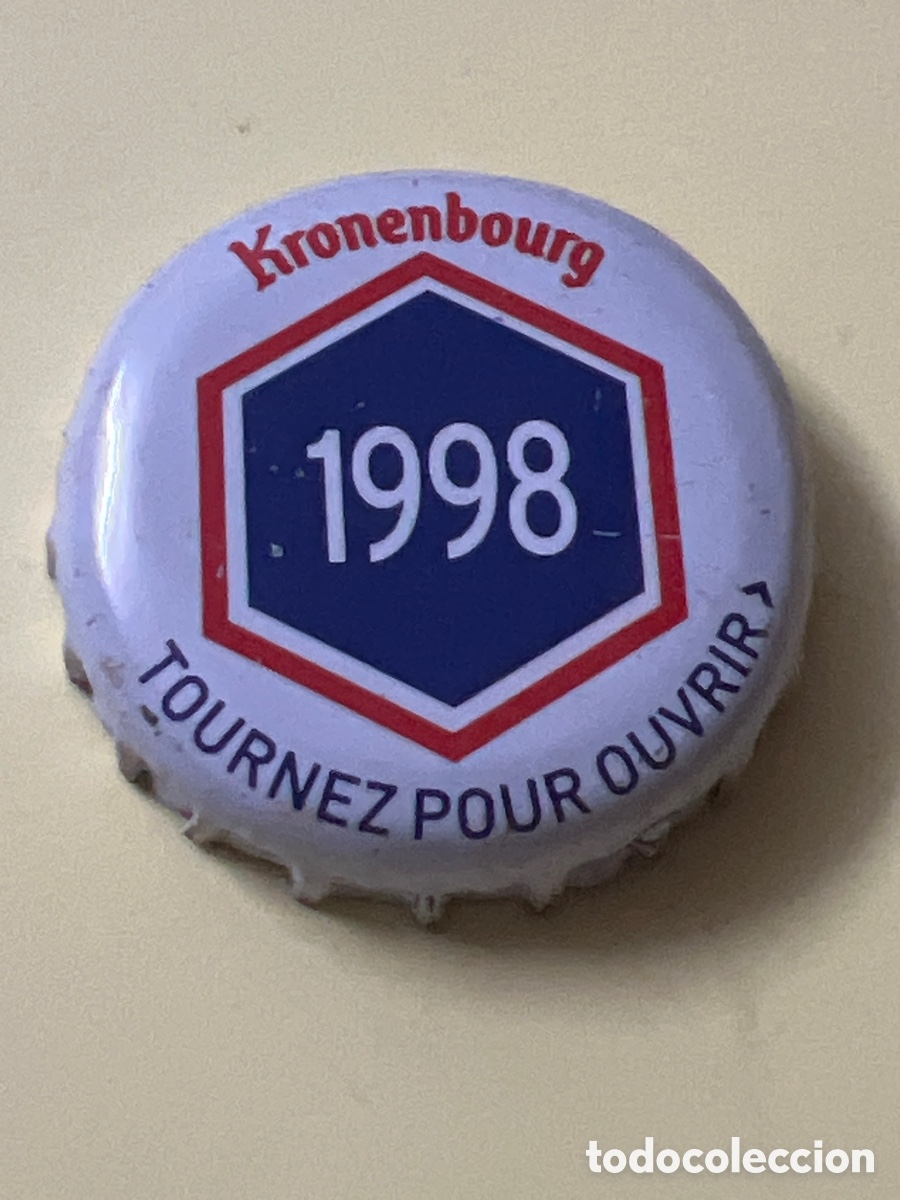 Kronenbourg
1998
TOURNEZ POUR OUVRIR >
todocoleccion